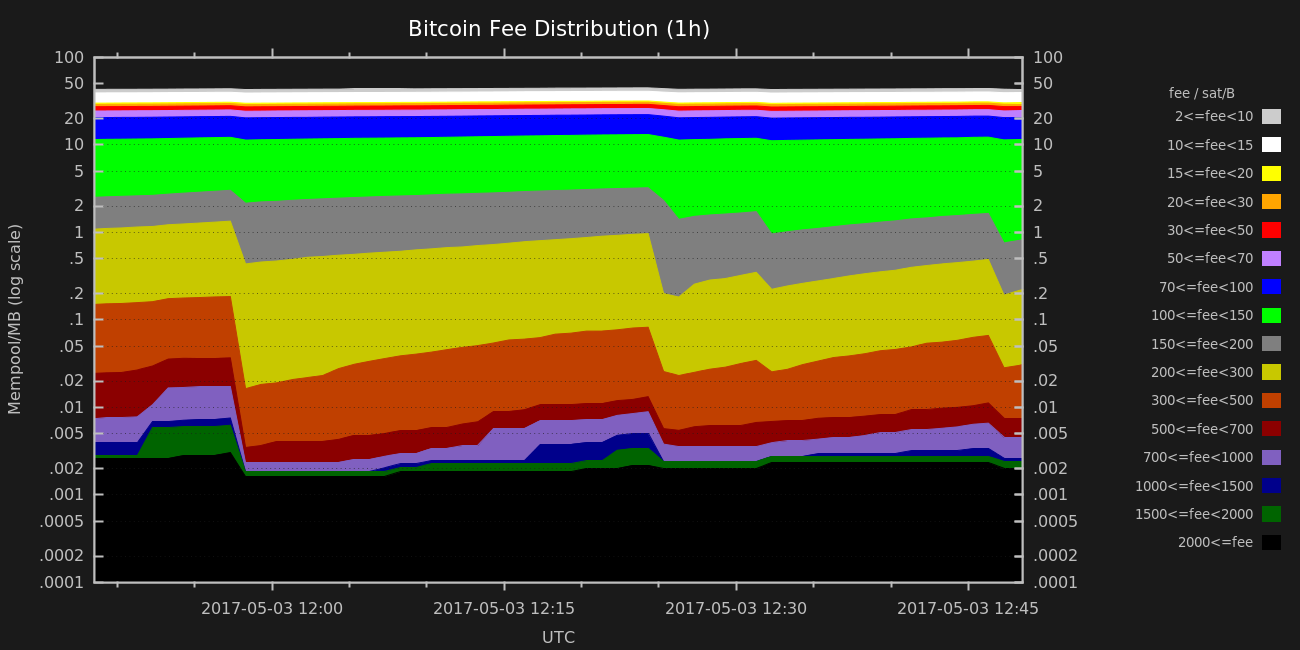 Bitcoin Fee Distribution (1h)
100
50
20
10
5
2
1
.5
.2
.1
.05
.02
.01
.005
.002
.001
.0005
.0002
.0001
Mempool/MB (log scale)
100
50
20
10
5
2
1
.5
.2
.1
.05
.02
.01
.005
.002
.001
.0005
.0002
.0001
2017-05-03 12:00
2017-05-03 12:15
2017-05-03 12:30
2017-05-03 12:45
UTC
fee / sat/B
2<=fee<10
10<=fee<15
15<=fee<20
20<=fee<30
30<=fee<50
50<=fee<70
70<=fee<100
100<=fee<150
150<=fee<200
200<=fee<300
300<=fee<500
500<=fee<700
700<=fee<1000
1000<=fee<1500
1500<=fee<2000
2000<=fee